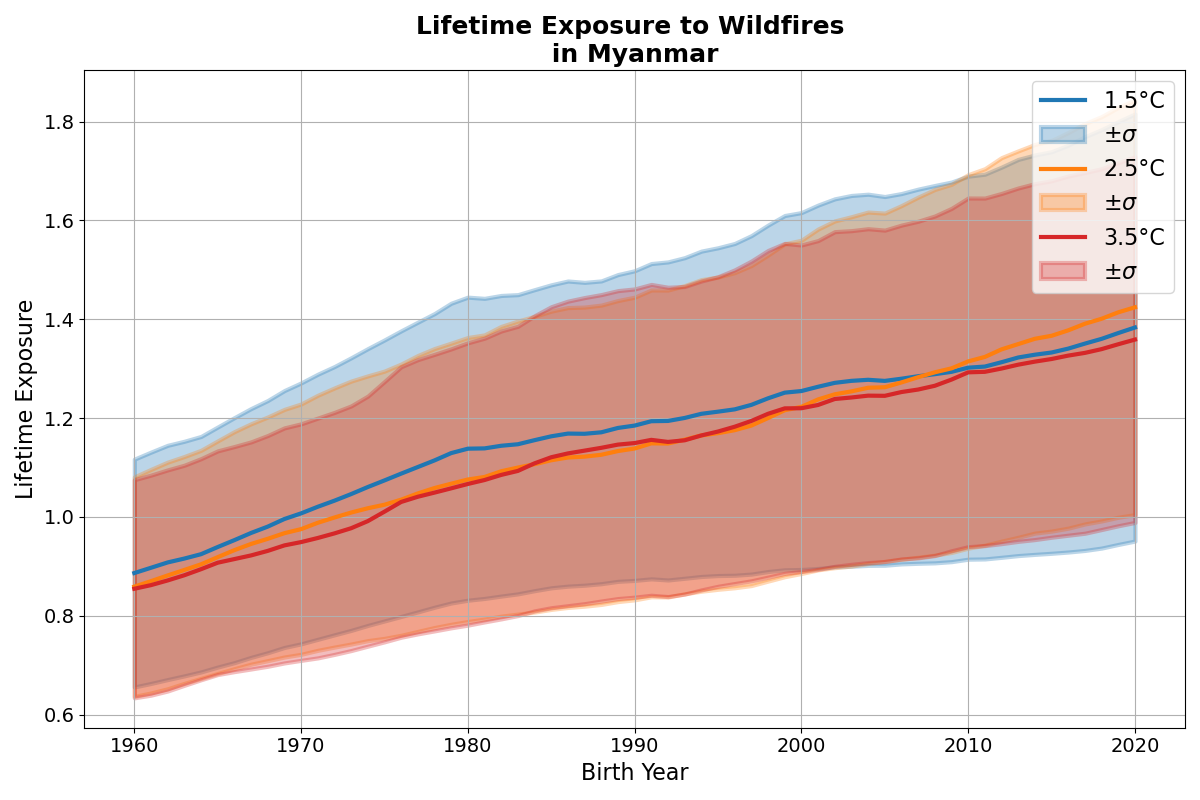 Lifetime Exposure to Wildfires
in Myanmar
Lifetime Exposure
1.8
1.6
1.4
1.2
1.0
0.8
0.6
1960
1970
1980
1990
2000
2010
2020
Birth Year
1.5°C
±σ
2.5°C
±σ
3.5°C
±σ